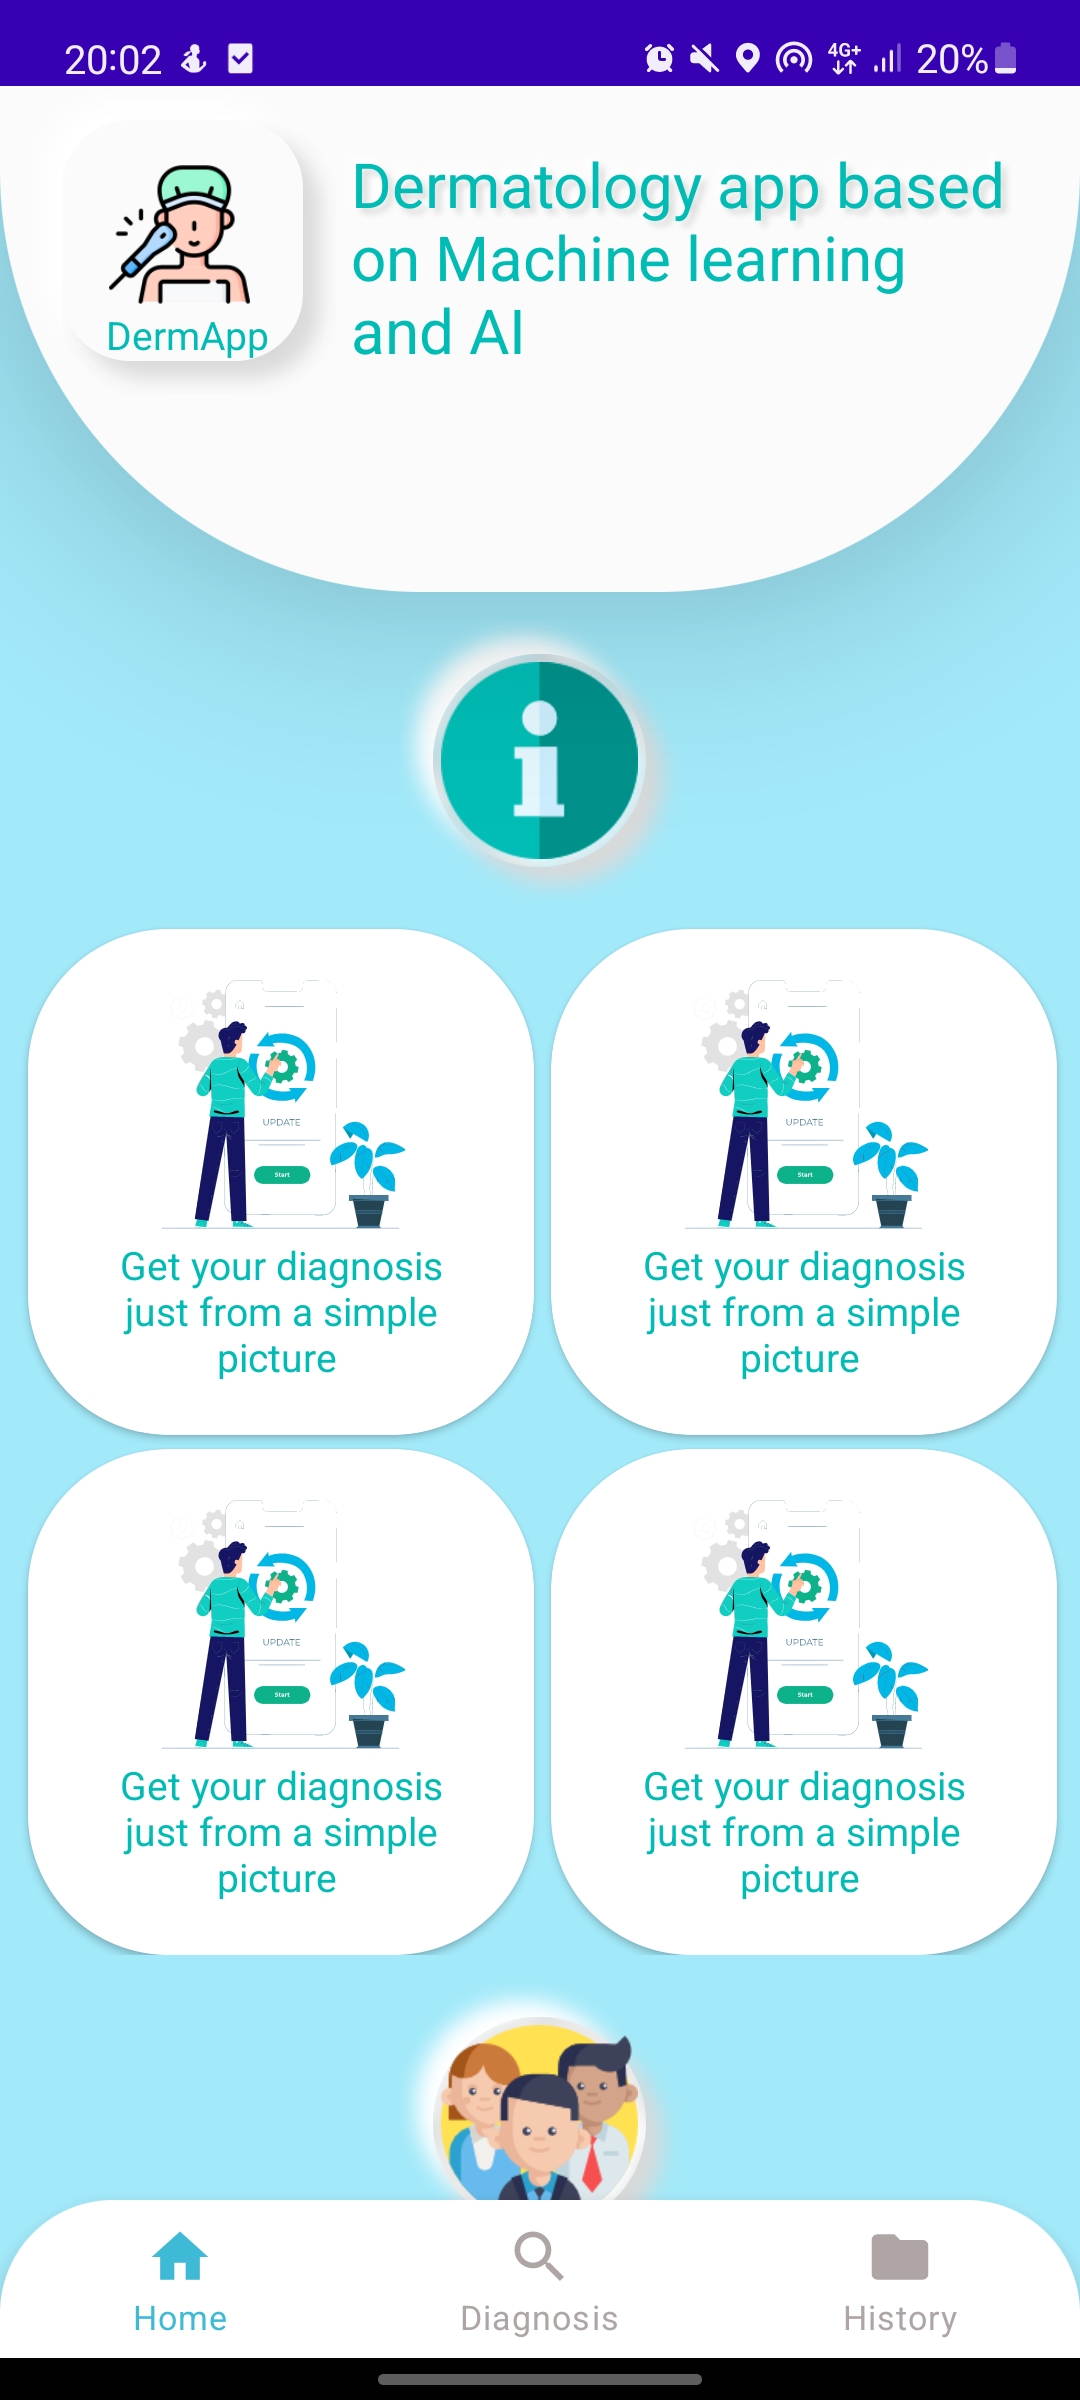 20:02
4G+
20%
DermApp
Dermatology app based
on Machine learning
and AI
UPDATE
Start
Get your diagnosis
just from a simple
picture
UPDATE
Start
Get your diagnosis
just from a simple
picture
UPDATE
Start
Get your diagnosis
just from a simple
picture
UPDATE
Start
Get your diagnosis
just from a simple
picture
Home
Diagnosis
History